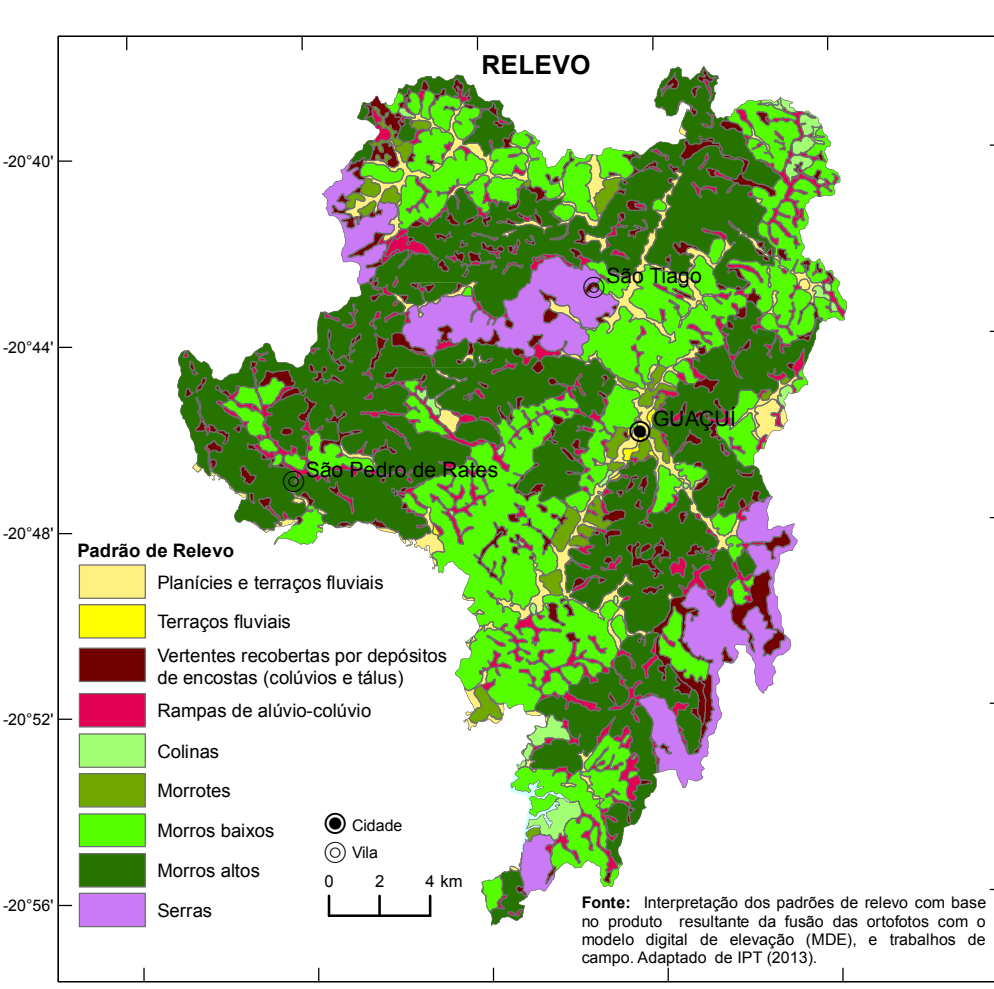 RELEVO
-20°40'
São Tiago
-20°44'
GUAÇUÍ
São Pedro de Rates
-20°48'
Padrão de Relevo
Planícies e terraços fluviais
Terraços fluviais
Vertentes recobertas por depósitos
de encostas (colúvios e tálus)
Rampas de alúvio-colúvio
-20°52'
Colinas
Morrotes
Morros baixos
Morros altos
Serras
-20°56'
Cidade
Vila
0 2 4 km
Fonte: Interpretação dos padrões de relevo com base
no produto resultante da fusão das ortofotos com o
modelo digital de elevação (MDE), e trabalhos de
campo. Adaptado de IPT (2013).